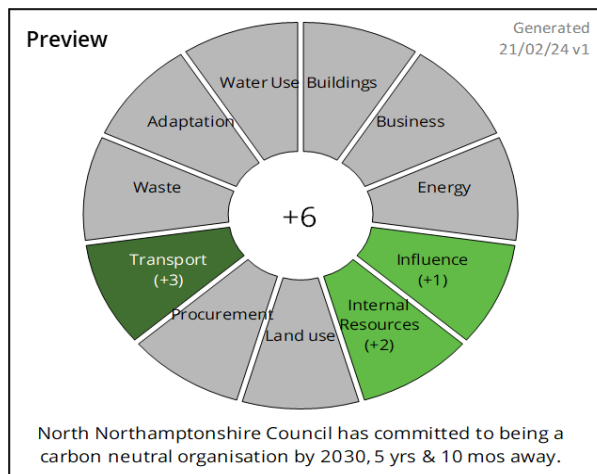 Preview
Generated
21/02/24 v1
Water Use
Buildings
Adaptation
Business
Waste
Energy
+6
Transport
(+3)
Influence
(+1)
Procurement
Internal
Resources
(+2)
Land use
North Northamptonshire Council has committed to being a
carbon neutral organisation by 2030, 5 yrs & 10 mos away.